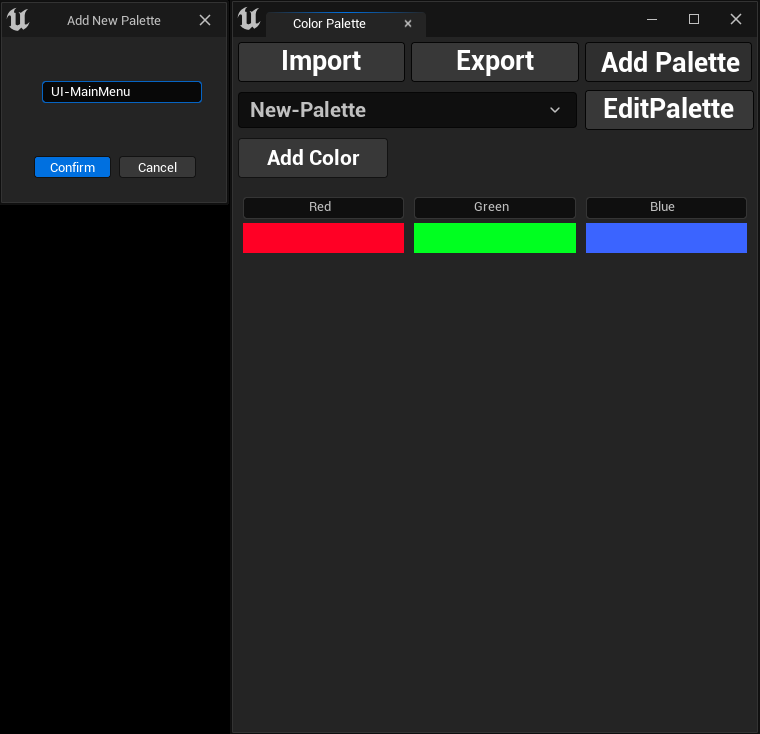 Add New Palette
UI-MainMenu
Confirm Cancel
Color Palette
Import Export Add Palette
New-Palette EditPalette
Add Color
Red Green Blue